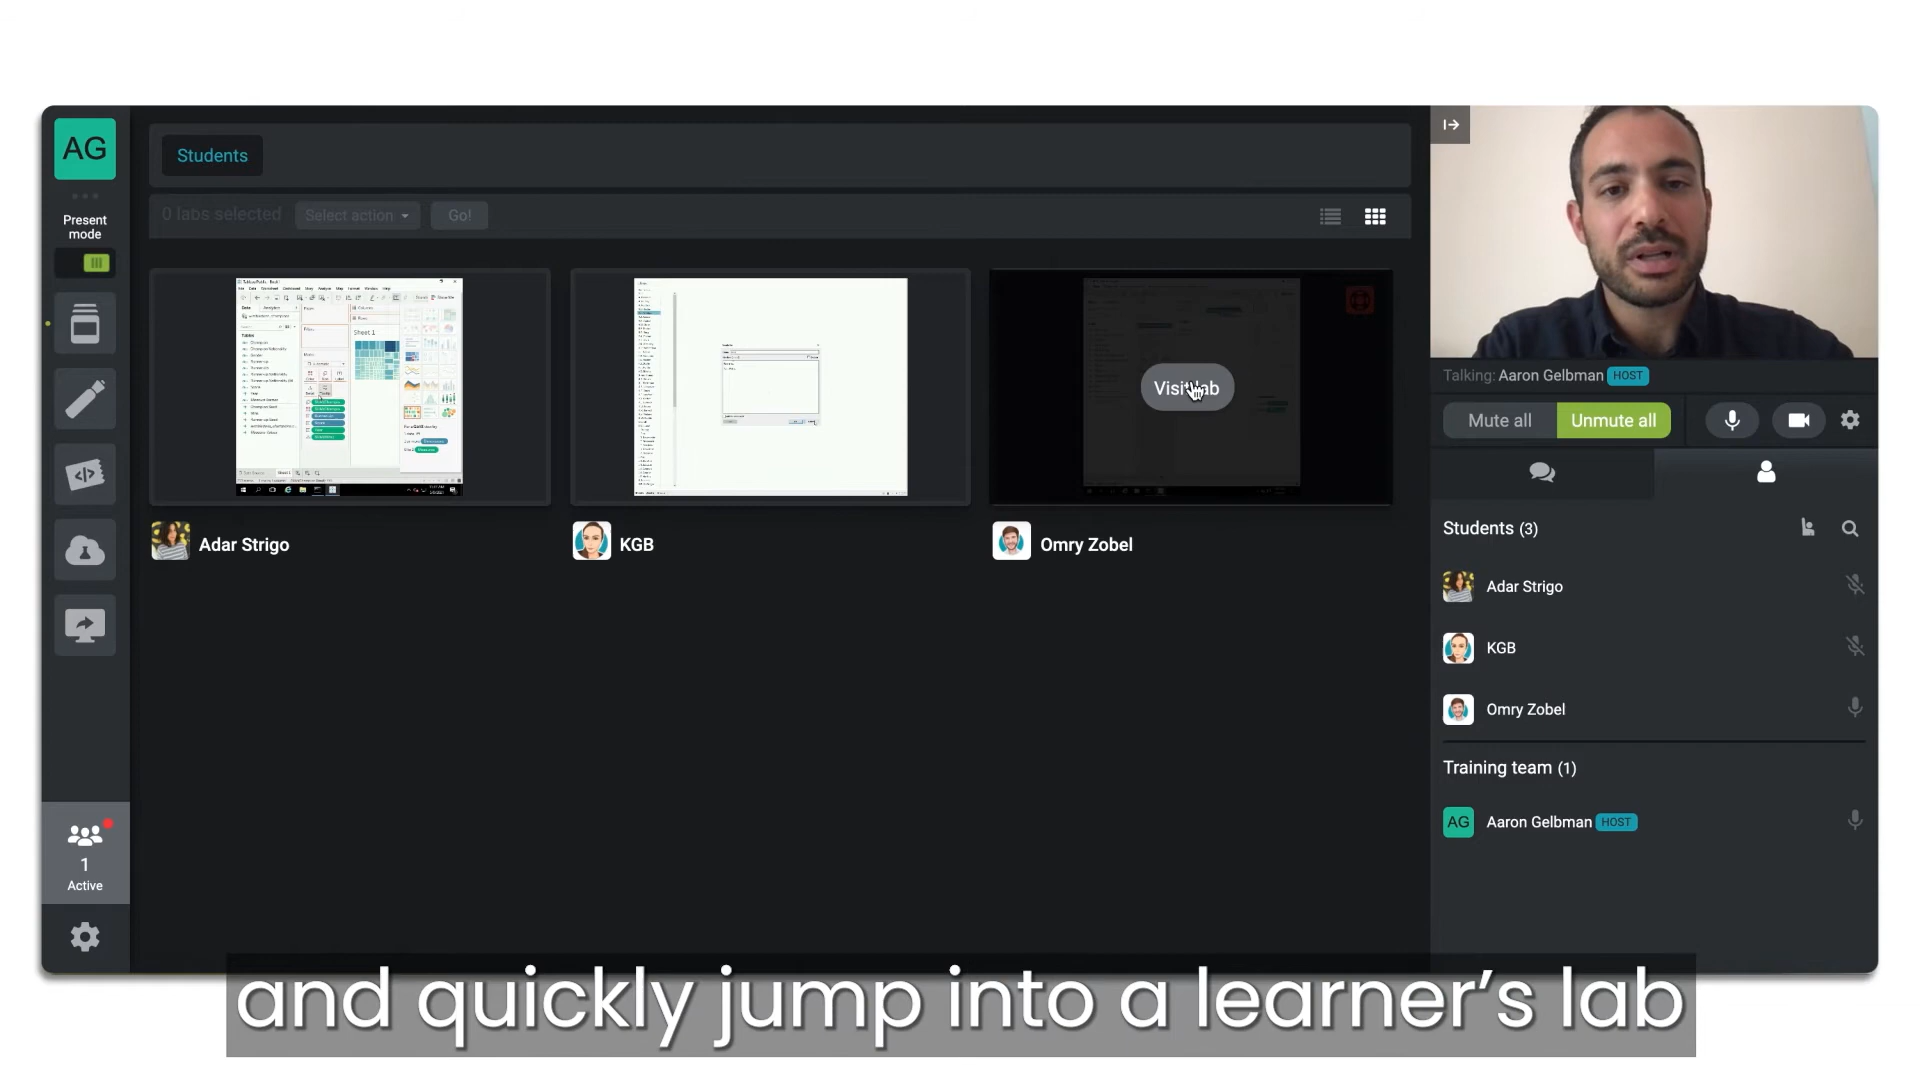 AG
Present
mode
Students
0 labs selected
Select action
Go!
Sheet 1
Visit lab
Adar Strigo
KGB
Omry Zobel
Talking: Aaron Gelbman HOST
Mute all
Unmute all
Students (3)
Adar Strigo
KGB
Omry Zobel
Training team (1)
AG Aaron Gelbman HOST
1
Active
and quickly jump into a learner's lab